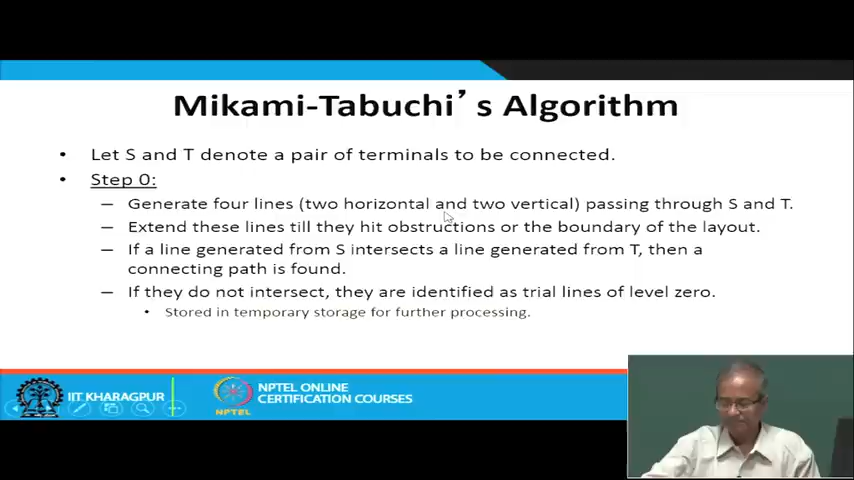 Mikami-Tabuchi's Algorithm
• Let S and T denote a pair of terminals to be connected.
• Step 0:
– Generate four lines (two horizontal and two vertical) passing through S and T.
– Extend these lines till they hit obstructions or the boundary of the layout.
– If a line generated from S intersects a line generated from T, then a
connecting path is found.
– If they do not intersect, they are identified as trial lines of level zero.
• Stored in temporary storage for further processing.
IIT KHARAGPUR
NPTEL
NPTEL ONLINE
CERTIFICATION COURSES